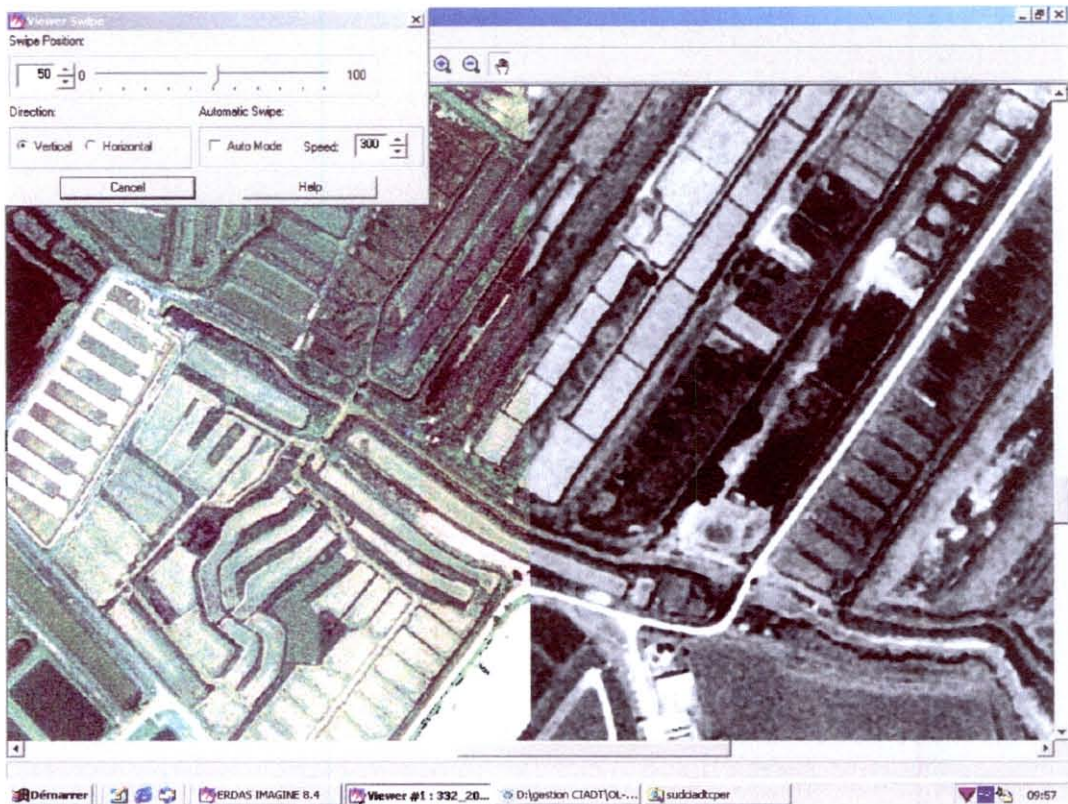 Viewer Swipe
Swipe Position:
50 0 100
Direction: Automatic Swipe:
Vertical Horizontal Auto Mode Speed: 300
Cancel Help
Démarrer ERDAS IMAGINE 8.4 Viewer #1 : 332_20... D:\gestion CIADT\OL-... sudciadtcper 09:57